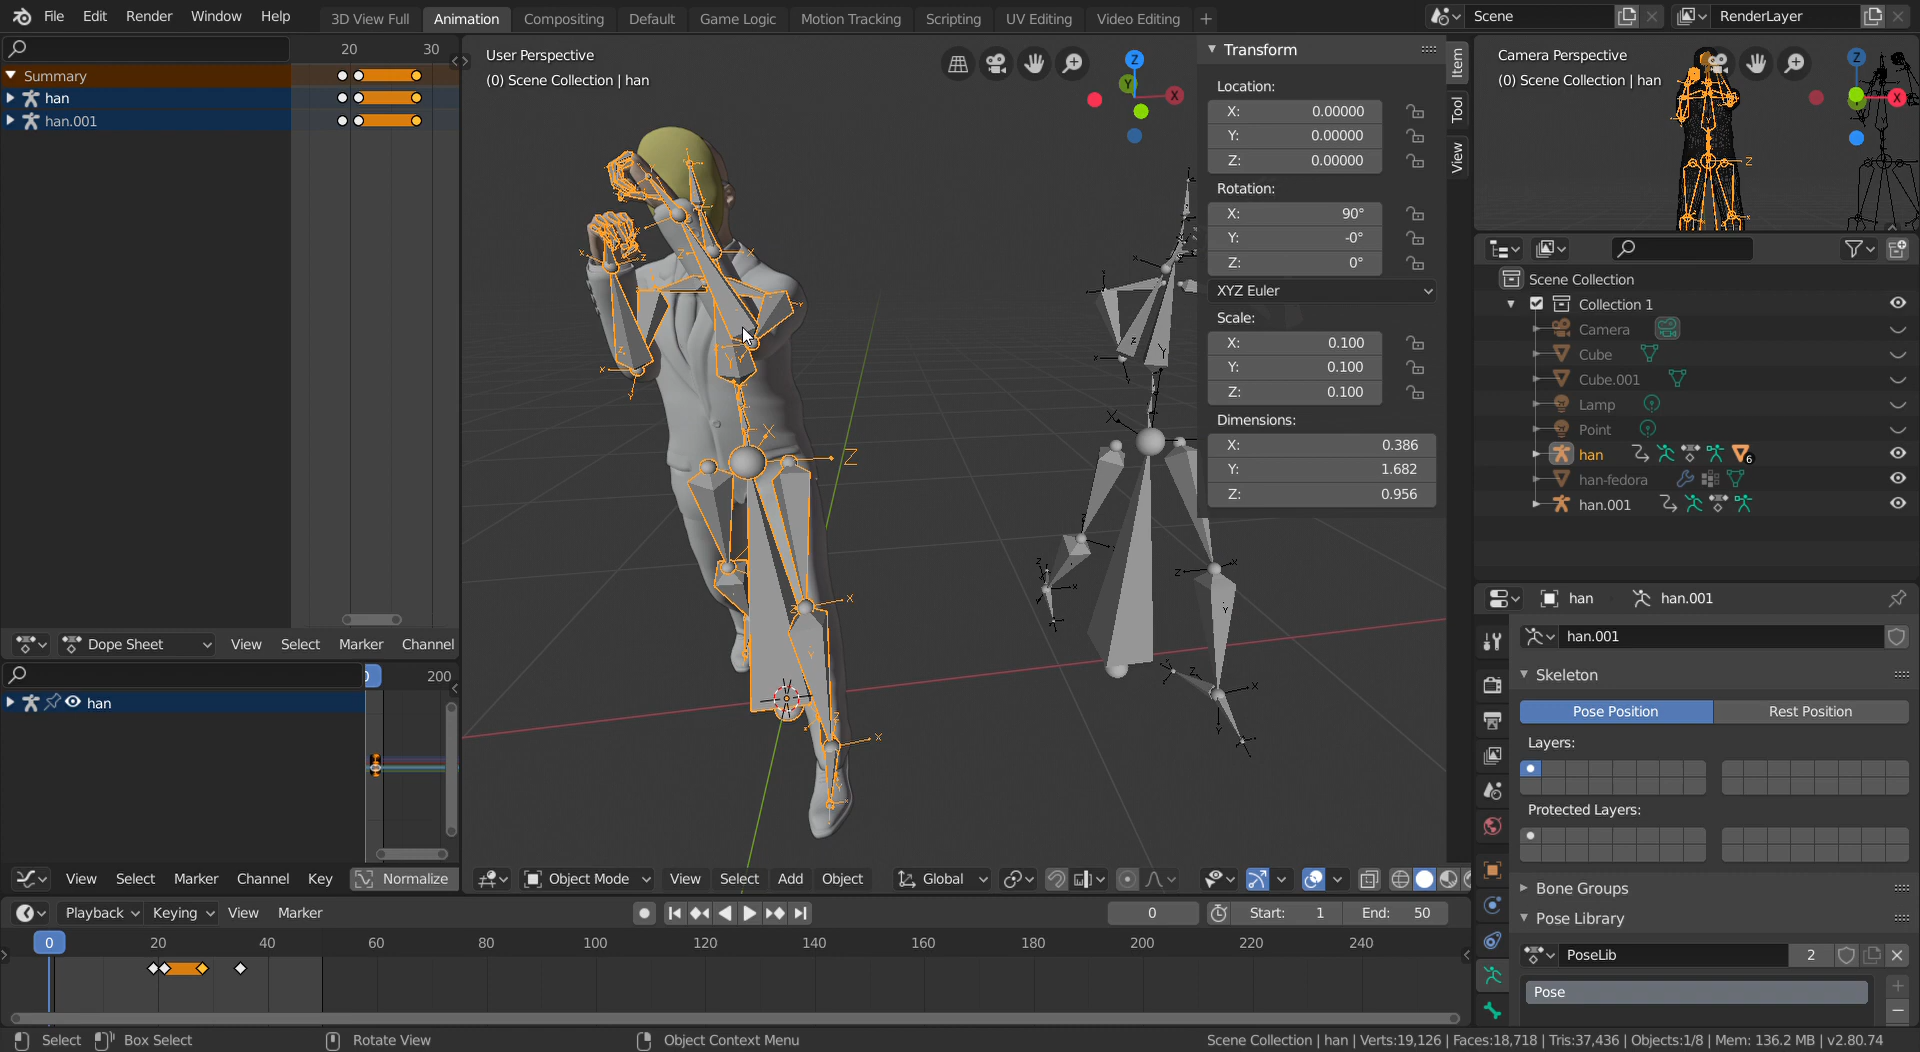 File Edit Render Window Help 3D View Full Animation Compositing Default Game Logic Motion Tracking Scripting UV Editing Video Editing + Scene RenderLayer
20 30
Summary
han
han.001
User Perspective
(0) Scene Collection | han
Z
Y
X
Transform
Location:
X: 0.00000
Y: 0.00000
Z: 0.00000
Rotation:
X: 90°
Y: -0°
Z: 0°
XYZ Euler
Scale:
X: 0.100
Y: 0.100
Z: 0.100
Dimensions:
X: 0.386
Y: 1.682
Z: 0.956
Item
Tool
View
Camera Perspective
(0) Scene Collection | han
Z
X
Scene Collection
Collection 1
Camera
Cube
Cube.001
Lamp
Point
han 6
han-fedora
han.001
han han.001
han.001
Skeleton
Pose Position Rest Position
Layers:
Protected Layers:
Bone Groups
Pose Library
PoseLib 2
Pose
Dope Sheet View Select Marker Channel
200
han
View Select Marker Channel Key Normalize
Object Mode View Select Add Object Global
Playback Keying View Marker 0 Start: 1 End: 50
0 20 40 60 80 100 120 140 160 180 200 220 240
Select Box Select Rotate View Object Context Menu Scene Collection | han | Verts:19,126 | Faces:18,718 | Tris:37,436 | Objects:1/8 | Mem: 136.2 MB | v2.80.74